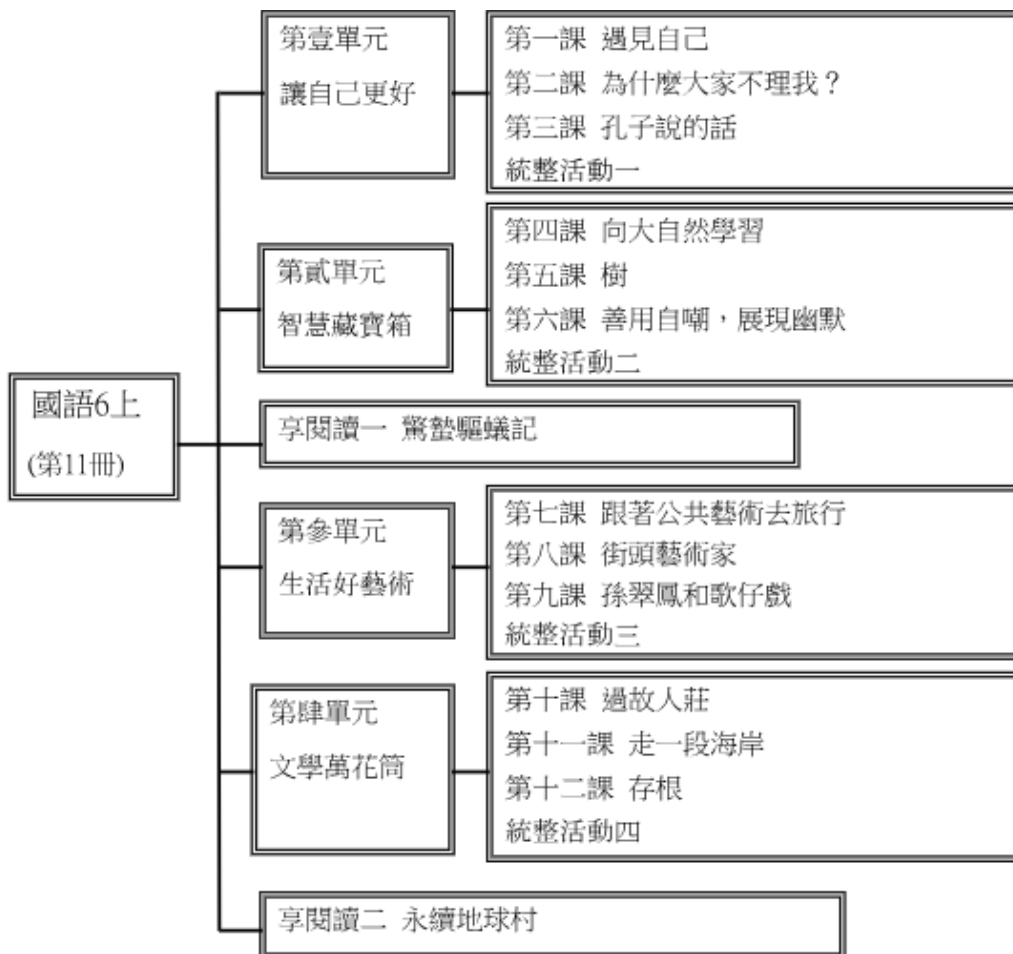 國語6上
(第11冊)
第壹單元
讓自己更好
第一課 遇見自己
第二課 為什麼大家不理我？
第三課 孔子說的話
統整活動一
第貳單元
智慧藏寶箱
第四課 向大自然學習
第五課 樹
第六課 善用自嘲，展現幽默
統整活動二
享閱讀一 驚蟄驅蟻記
第參單元
生活好藝術
第七課 跟著公共藝術去旅行
第八課 街頭藝術家
第九課 孫翠鳳和歌仔戲
統整活動三
第肆單元
文學萬花筒
第十課 過故人莊
第十一課 走一段海岸
第十二課 存根
統整活動四
享閱讀二 永續地球村